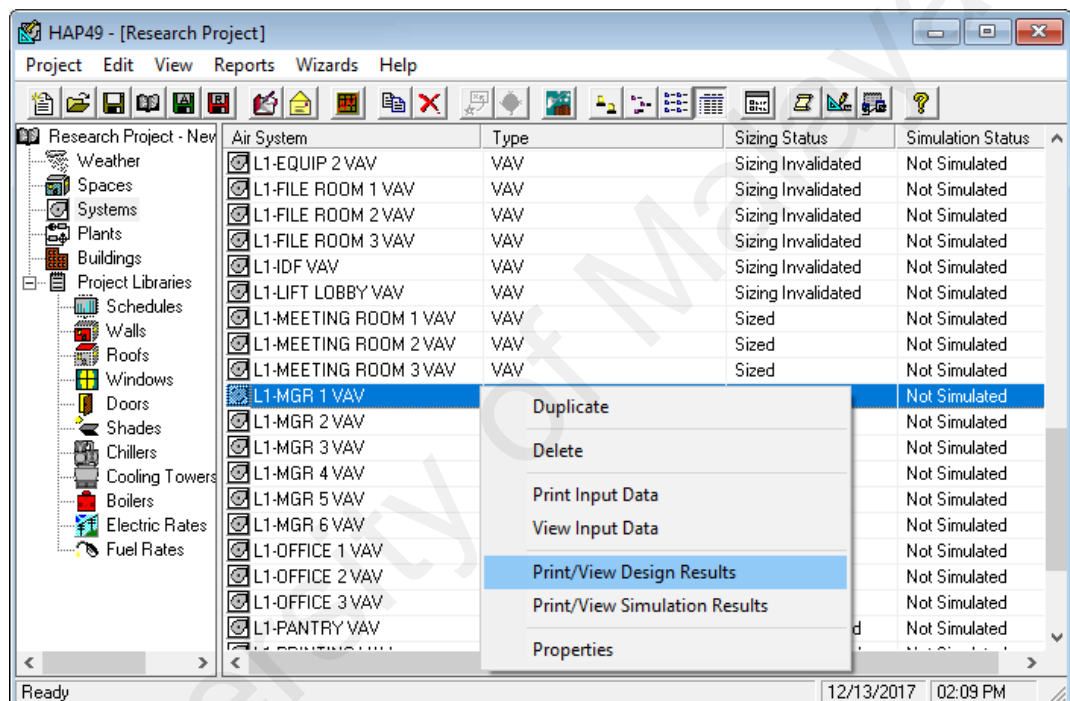 HAP49 - [Research Project]
Project Edit View Reports Wizards Help
Research Project - New
Weather
Spaces
Systems
Plants
Buildings
Project Libraries
Schedules
Walls
Roofs
Windows
Doors
Shades
Chillers
Cooling Towers
Boilers
Electric Rates
Fuel Rates
Air System Type Sizing Status Simulation Status
L1-EQUIP 2 VAV VAV Sizing Invalidated Not Simulated
L1-FILE ROOM 1 VAV VAV Sizing Invalidated Not Simulated
L1-FILE ROOM 2 VAV VAV Sizing Invalidated Not Simulated
L1-FILE ROOM 3 VAV VAV Sizing Invalidated Not Simulated
L1-IDF VAV VAV Sizing Invalidated Not Simulated
L1-LIFT LOBBY VAV VAV Sizing Invalidated Not Simulated
L1-MEETING ROOM 1 VAV VAV Sized Not Simulated
L1-MEETING ROOM 2 VAV VAV Sized Not Simulated
L1-MEETING ROOM 3 VAV VAV Sized Not Simulated
L1-MGR 1 VAV Not Simulated
L1-MGR 2 VAV Not Simulated
L1-MGR 3 VAV Not Simulated
L1-MGR 4 VAV Not Simulated
L1-MGR 5 VAV Not Simulated
L1-MGR 6 VAV Not Simulated
L1-OFFICE 1 VAV Not Simulated
L1-OFFICE 2 VAV Not Simulated
L1-OFFICE 3 VAV Not Simulated
L1-PANTRY VAV d Not Simulated
Duplicate
Delete
Print Input Data
View Input Data
Print/View Design Results
Print/View Simulation Results
Properties
Ready 12/13/2017 02:09 PM
of Malaya